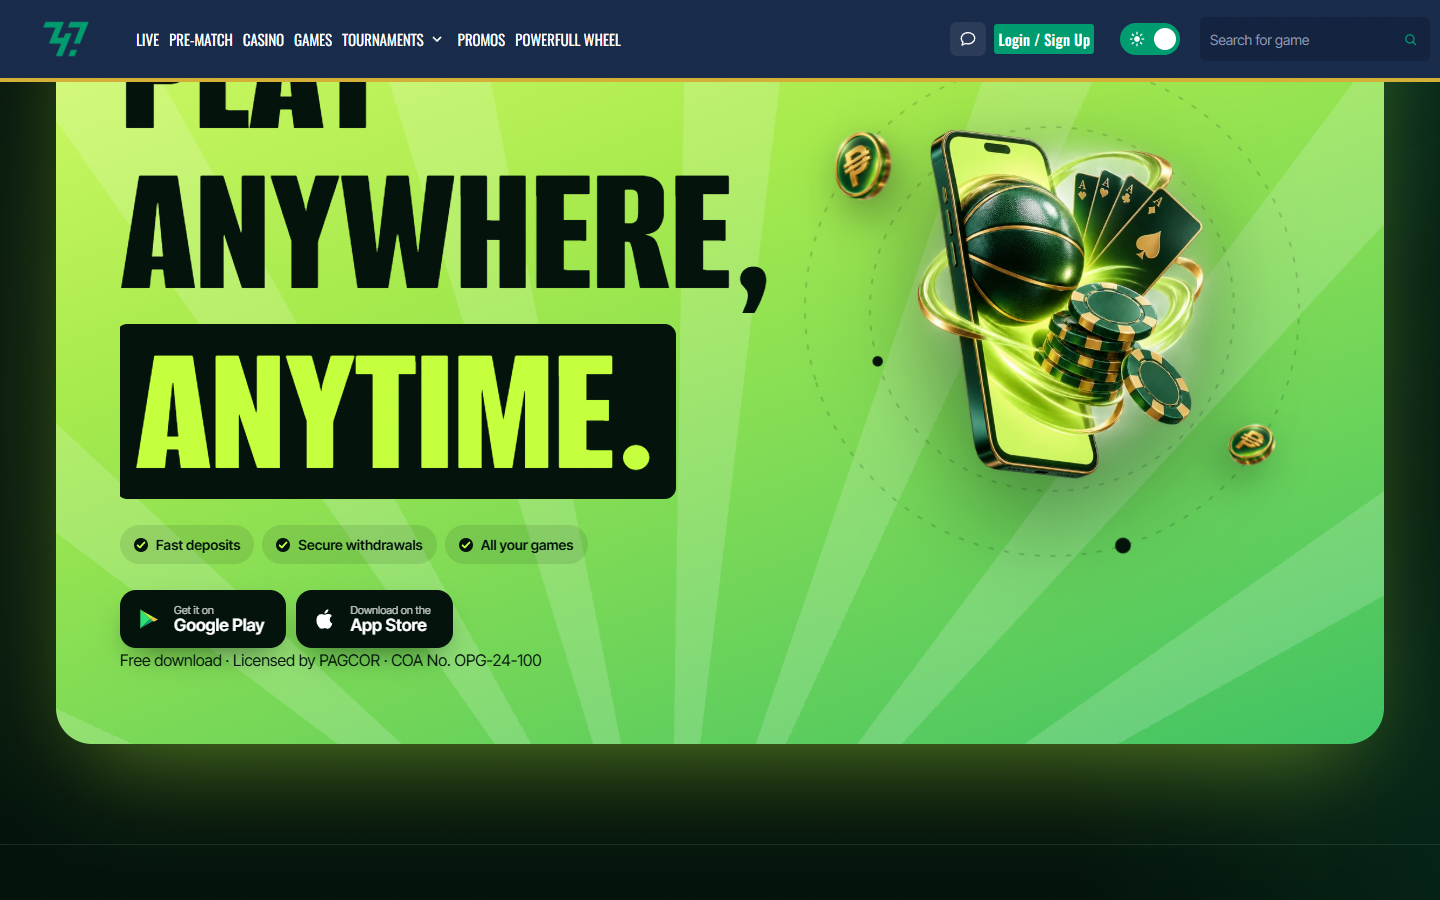 LIVE PRE-MATCH CASINO GAMES TOURNAMENTS PROMOS POWERFULL WHEEL
Login / Sign Up
Search for game
PLAY
ANYWHERE,
ANYTIME.
Fast deposits Secure withdrawals All your games
Get it on
Google Play
Download on the
App Store
Free download · Licensed by PAGCOR · COA No. OPG-24-100
A A A A